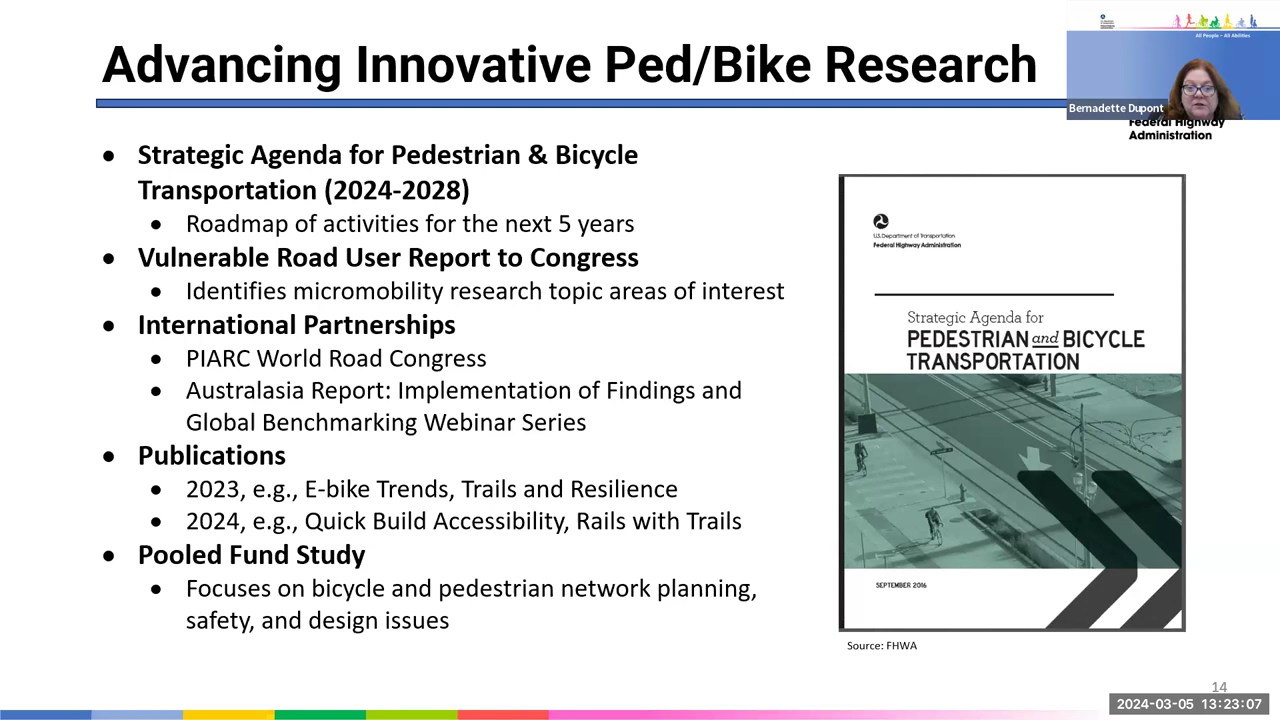 Advancing Innovative Ped/Bike Research
All People – All Abilities
Bernadette Dupont
Federal Highway
Administration
• Strategic Agenda for Pedestrian & Bicycle
Transportation (2024-2028)
• Roadmap of activities for the next 5 years
• Vulnerable Road User Report to Congress
• Identifies micromobility research topic areas of interest
• International Partnerships
• PIARC World Road Congress
• Australasia Report: Implementation of Findings and
Global Benchmarking Webinar Series
• Publications
• 2023, e.g., E-bike Trends, Trails and Resilience
• 2024, e.g., Quick Build Accessibility, Rails with Trails
• Pooled Fund Study
• Focuses on bicycle and pedestrian network planning,
safety, and design issues
U.S. Department of Transportation
Federal Highway Administration
Strategic Agenda for
PEDESTRIAN and BICYCLE
TRANSPORTATION
SEPTEMBER 2016
Source: FHWA
14
2024-03-05 13:23:07